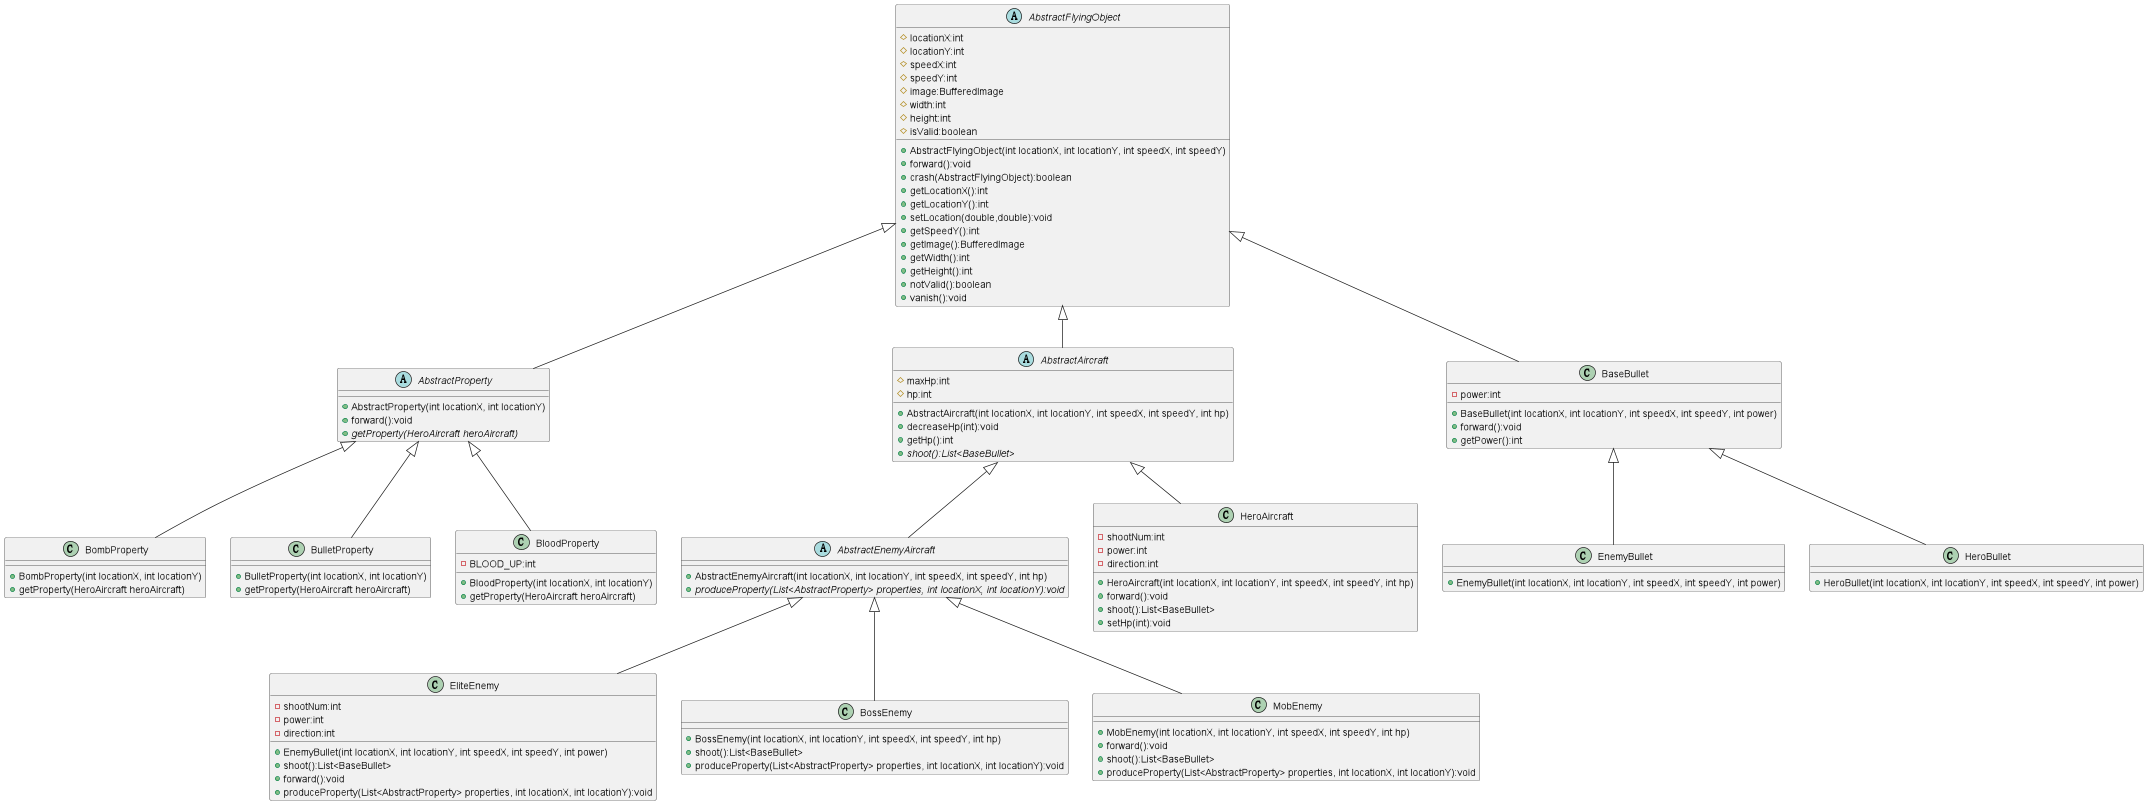 A AbstractFlyingObject
locationX:int
locationY:int
speedX:int
speedY:int
image:BufferedImage
width:int
height:int
isValid:boolean
AbstractFlyingObject(int locationX, int locationY, int speedX, int speedY)
forward():void
crash(AbstractFlyingObject):boolean
getLocationX():int
getLocationY():int
setLocation(double,double):void
getSpeedY():int
getImage():BufferedImage
getWidth():int
getHeight():int
notValid():boolean
vanish():void
A AbstractProperty
AbstractProperty(int locationX, int locationY)
forward():void
getProperty(HeroAircraft heroAircraft)
A AbstractAircraft
maxHp:int
hp:int
AbstractAircraft(int locationX, int locationY, int speedX, int speedY, int hp)
decreaseHp(int):void
getHp():int
shoot():List<BaseBullet>
C BaseBullet
power:int
BaseBullet(int locationX, int locationY, int speedX, int speedY, int power)
forward():void
getPower():int
C BombProperty
BombProperty(int locationX, int locationY)
getProperty(HeroAircraft heroAircraft)
C BulletProperty
BulletProperty(int locationX, int locationY)
getProperty(HeroAircraft heroAircraft)
C BloodProperty
BLOOD_UP:int
BloodProperty(int locationX, int locationY)
getProperty(HeroAircraft heroAircraft)
A AbstractEnemyAircraft
AbstractEnemyAircraft(int locationX, int locationY, int speedX, int speedY, int hp)
produceProperty(List<AbstractProperty> properties, int locationX, int locationY):void
C HeroAircraft
shootNum:int
power:int
direction:int
HeroAircraft(int locationX, int locationY, int speedX, int speedY, int hp)
forward():void
shoot():List<BaseBullet>
setHp(int):void
C EnemyBullet
EnemyBullet(int locationX, int locationY, int speedX, int speedY, int power)
C HeroBullet
HeroBullet(int locationX, int locationY, int speedX, int speedY, int power)
C EliteEnemy
shootNum:int
power:int
direction:int
EnemyBullet(int locationX, int locationY, int speedX, int speedY, int power)
shoot():List<BaseBullet>
forward():void
produceProperty(List<AbstractProperty> properties, int locationX, int locationY):void
C BossEnemy
BossEnemy(int locationX, int locationY, int speedX, int speedY, int hp)
shoot():List<BaseBullet>
produceProperty(List<AbstractProperty> properties, int locationX, int locationY):void
C MobEnemy
MobEnemy(int locationX, int locationY, int speedX, int speedY, int hp)
forward():void
shoot():List<BaseBullet>
produceProperty(List<AbstractProperty> properties, int locationX, int locationY):void